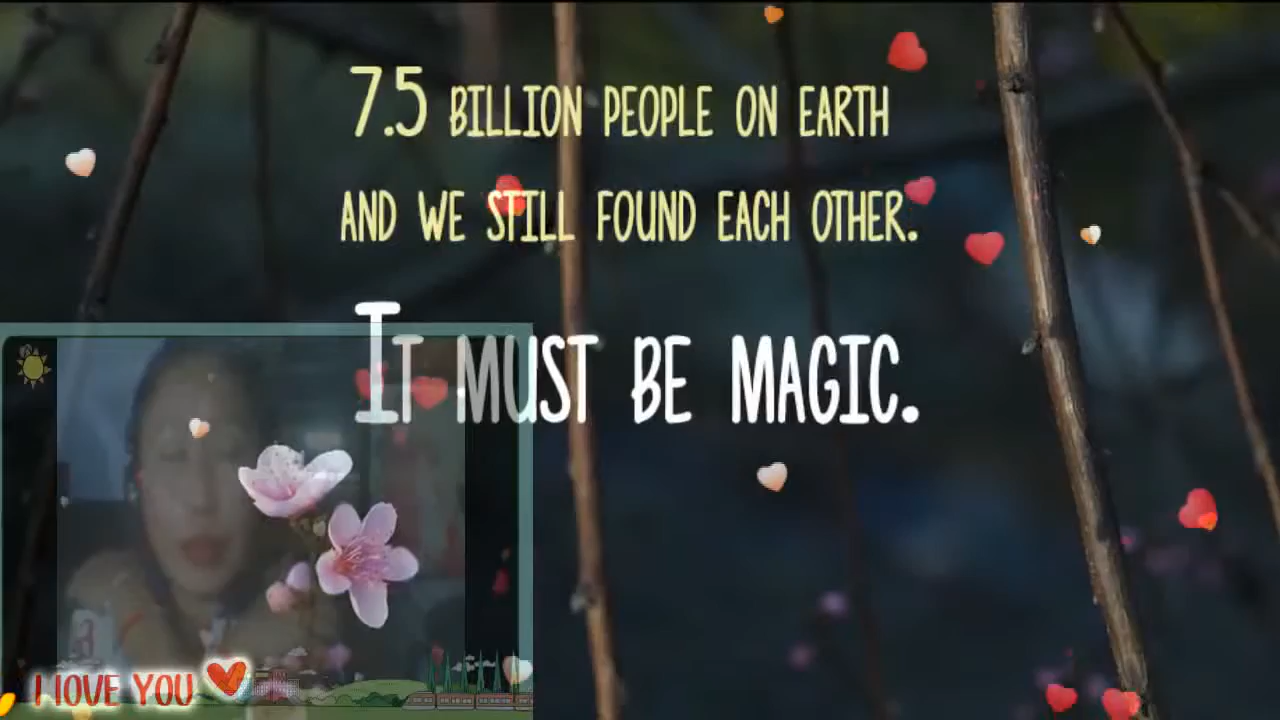 7.5 BILLION PEOPLE ON EARTH
AND WE STILL FOUND EACH OTHER.
IT MUST BE MAGIC.
I LOVE YOU